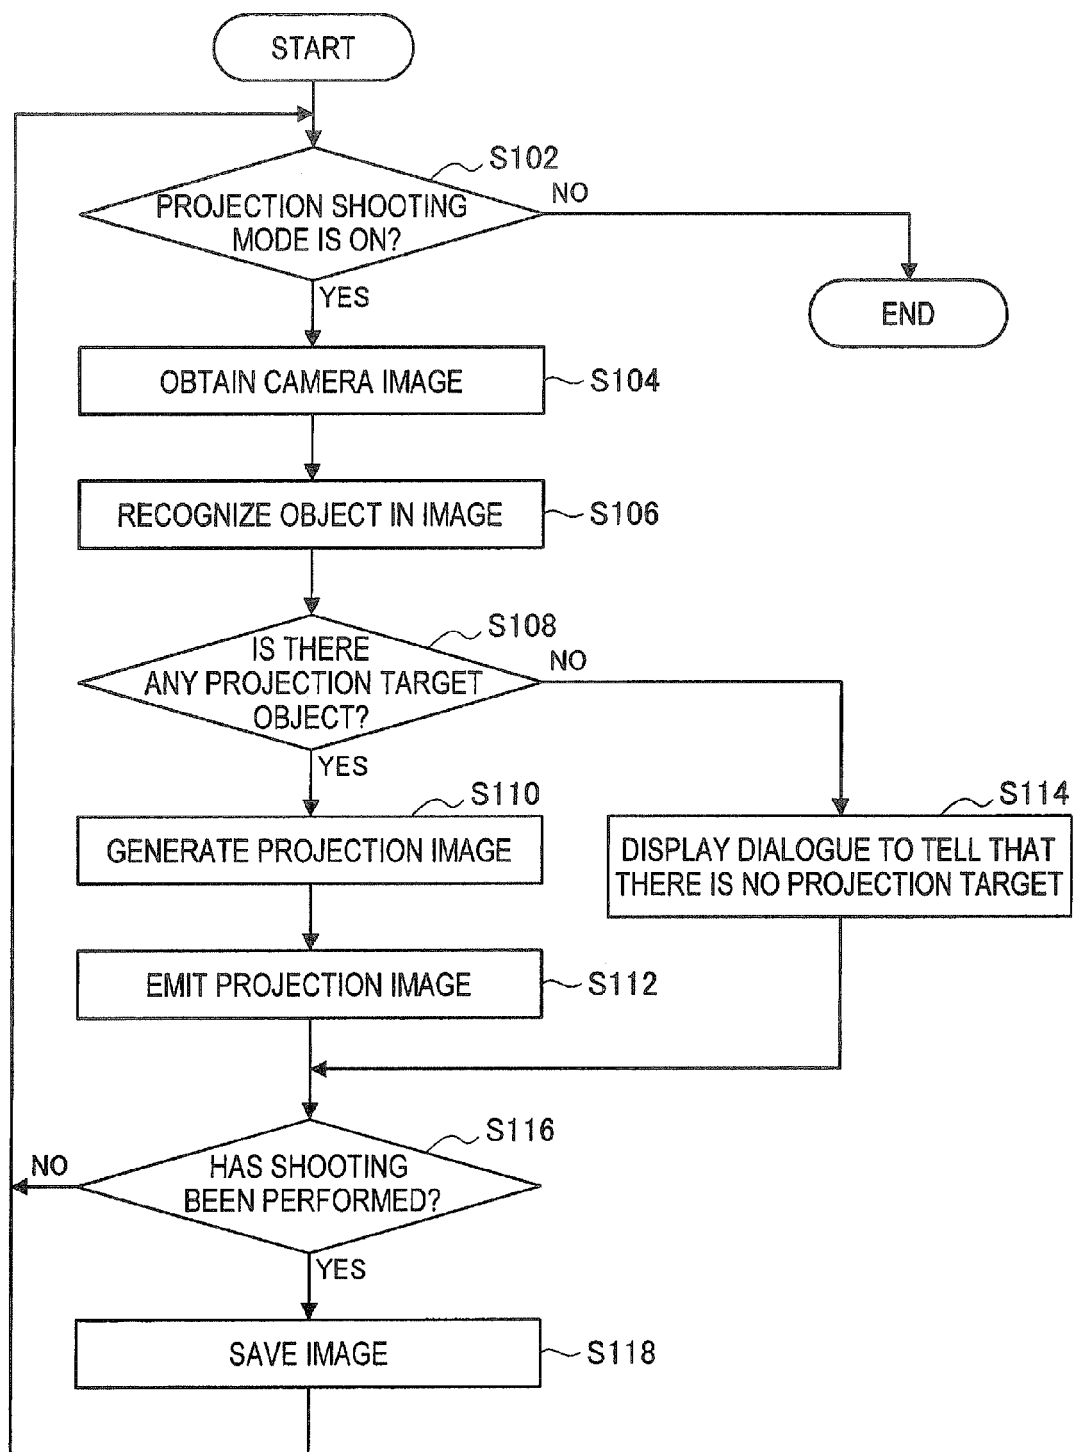 START
S102
PROJECTION SHOOTING
MODE IS ON?
NO
YES
END
OBTAIN CAMERA IMAGE
S104
RECOGNIZE OBJECT IN IMAGE
S106
S108
IS THERE
ANY PROJECTION TARGET
OBJECT?
NO
YES
S110
GENERATE PROJECTION IMAGE
S114
DISPLAY DIALOGUE TO TELL THAT
THERE IS NO PROJECTION TARGET
EMIT PROJECTION IMAGE
S112
S116
HAS SHOOTING
BEEN PERFORMED?
NO
YES
SAVE IMAGE
S118